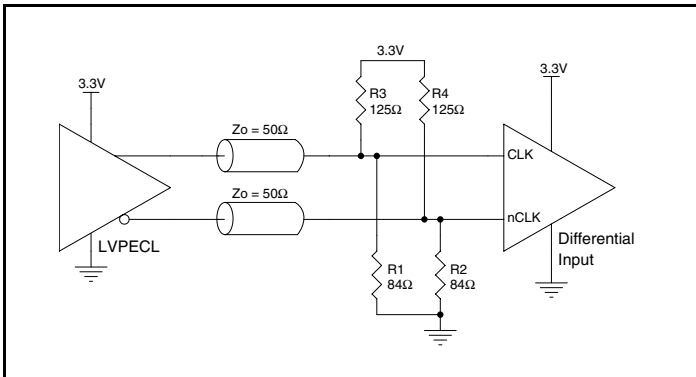 3.3V
3.3V
3.3V
R3
125Ω
R4
125Ω
Zo = 50Ω
CLK
Zo = 50Ω
nCLK
LVPECL
Differential
Input
R1
84Ω
R2
84Ω